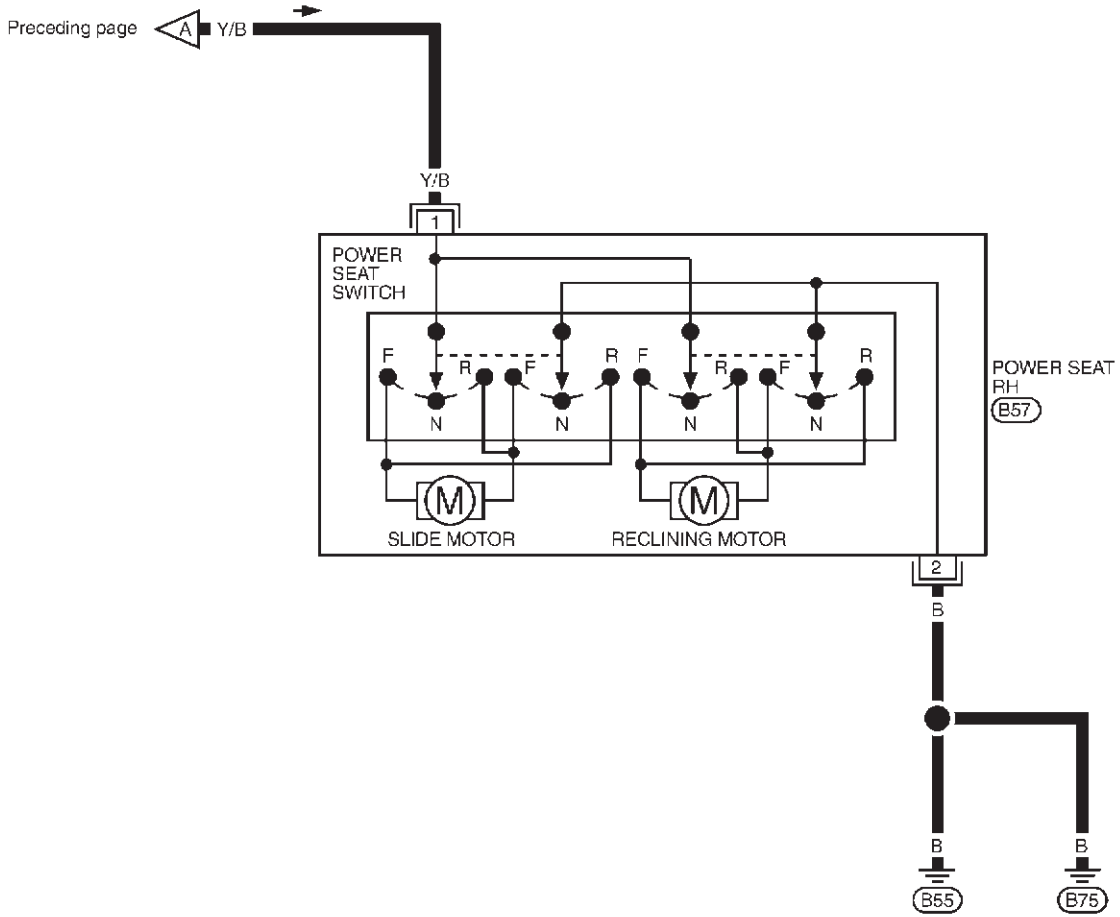 Preceding page
A
Y/B
Y/B
1
POWER
SEAT
SWITCH
F
R
F
R
F
R
F
R
N
N
N
N
POWER SEAT
RH
B57
M
M
SLIDE MOTOR
RECLINING MOTOR
2
B
B
B
B55
B75